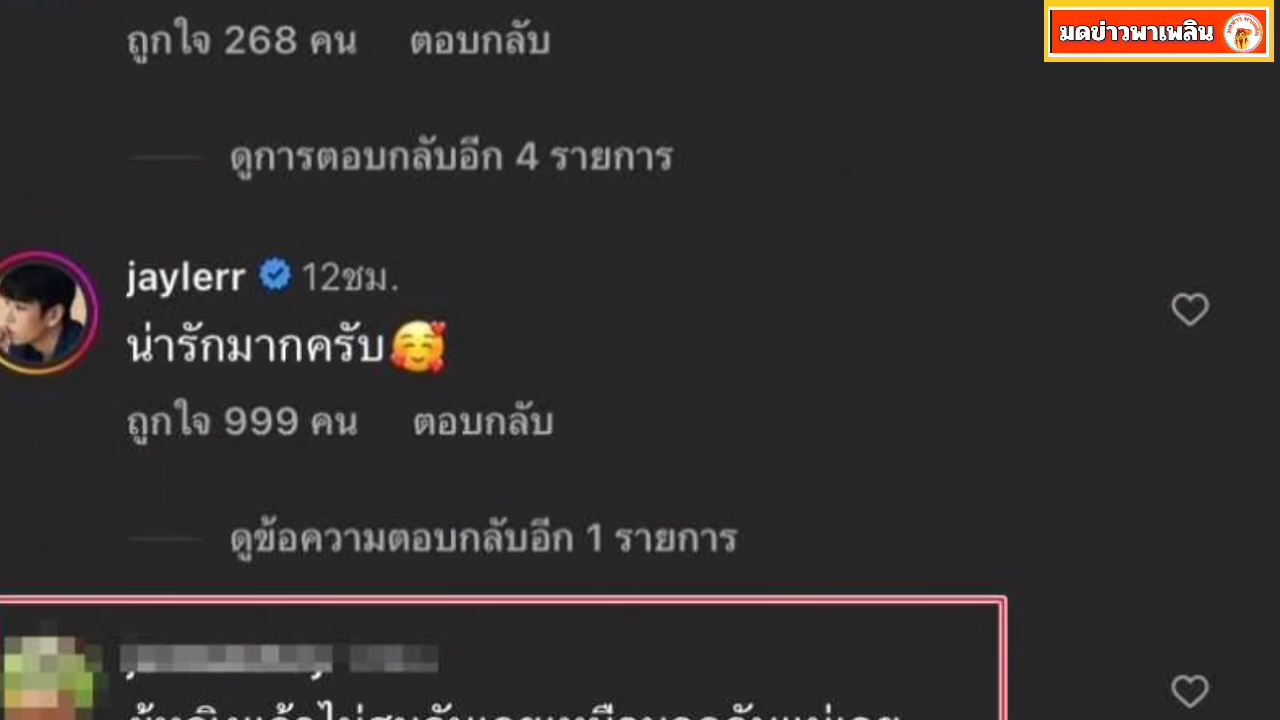 มดข่าวพาเพลิน
ถูกใจ 268 คน ตอบกลับ
ดูการตอบกลับอีก 4 รายการ
jaylerr 12ชม.
น่ารักมากครับ🥰
ถูกใจ 999 คน ตอบกลับ
ดูข้อความตอบกลับอีก 1 รายการ